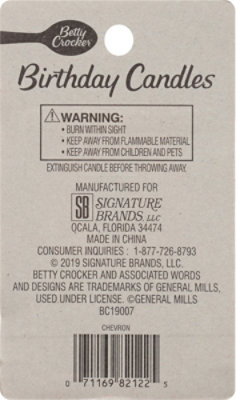 Betty
Crocker
Birthday Candles
WARNING:
• BURN WITHIN SIGHT
• KEEP AWAY FROM FLAMMABLE MATERIAL
• KEEP AWAY FROM CHILDREN AND PETS
EXTINGUISH CANDLE BEFORE THROWING AWAY.
MANUFACTURED FOR
SB SIGNATURE
BRANDS, LLC
OCALA, FLORIDA 34474
MADE IN CHINA
CONSUMER INQUIRIES : 1-877-726-8793
© 2019 SIGNATURE BRANDS, LLC.
BETTY CROCKER AND ASSOCIATED WORDS
AND DESIGNS ARE TRADEMARKS OF GENERAL MILLS,
USED UNDER LICENSE. ©GENERAL MILLS
BC19007
CHEVRON
0 71169 82122 5